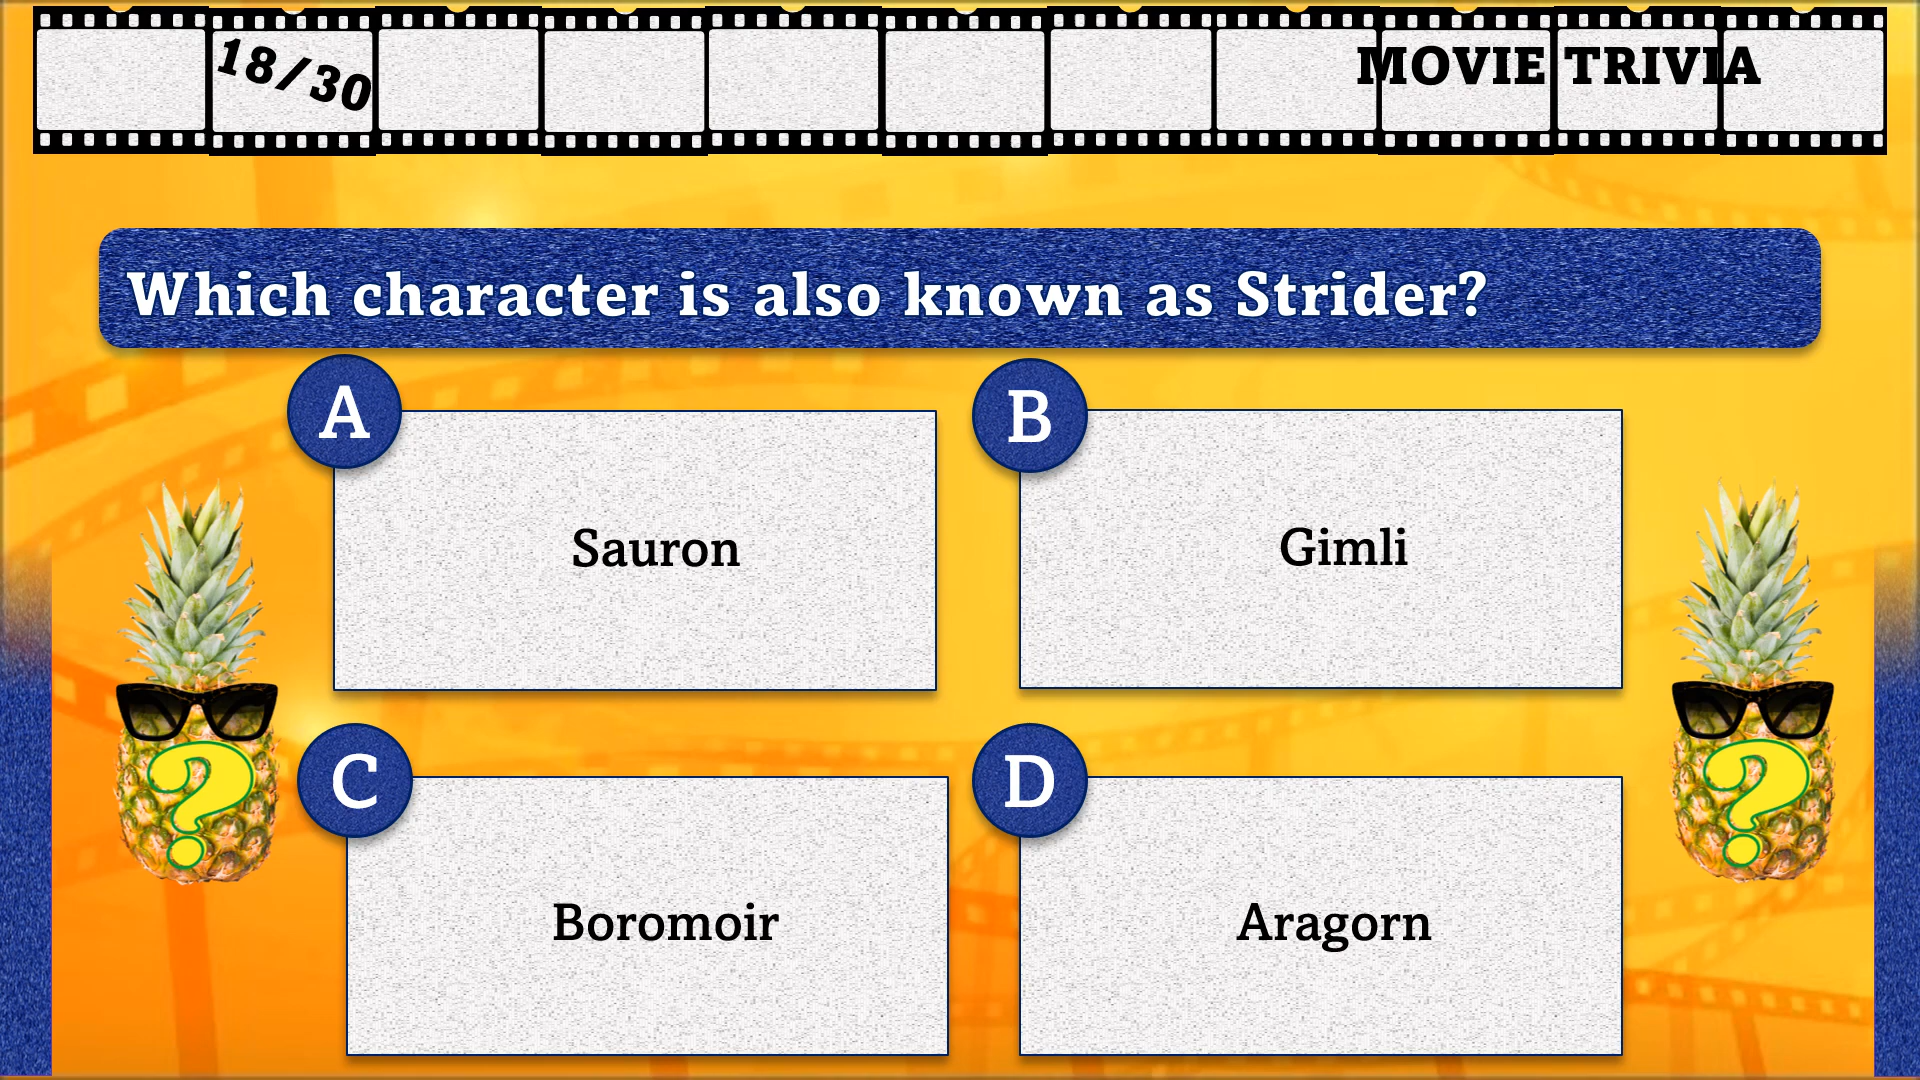 18/30
MOVIE TRIVIA
Which character is also known as Strider?
A
Sauron
B
Gimli
C
Boromoir
D
Aragorn
?
?